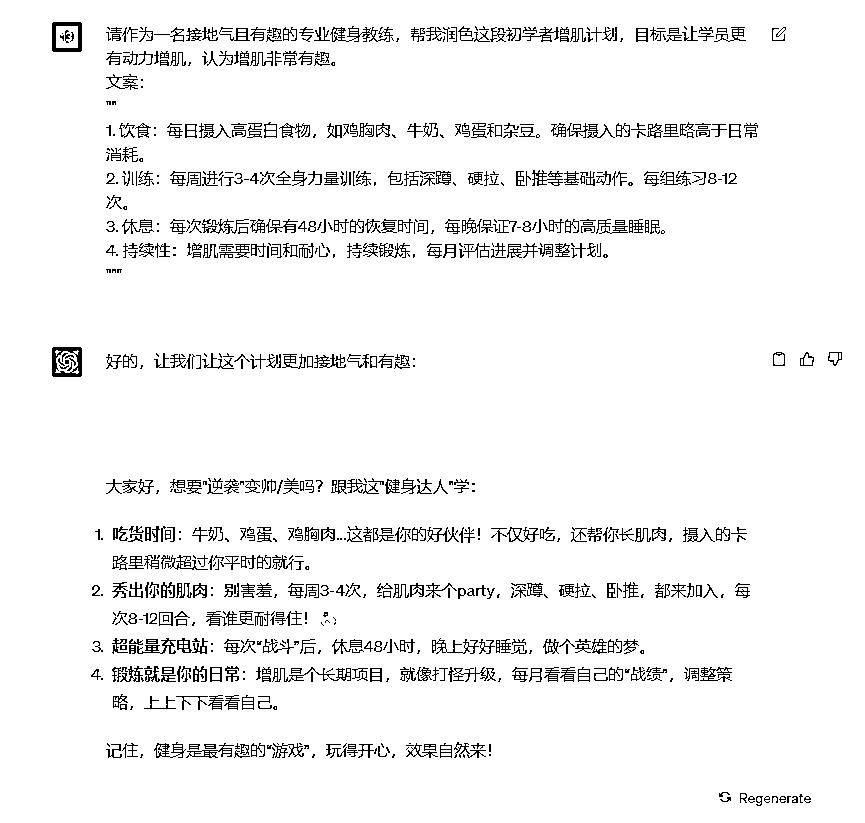 请作为一名接地气且有趣的专业健身教练，帮我润色这段初学者增肌计划，目标是让学员更
有动力增肌，认为增肌非常有趣。
文案：
"""
1. 饮食：每日摄入高蛋白食物，如鸡胸肉、牛奶、鸡蛋和杂豆。确保摄入的卡路里略高于日常
消耗。
2. 训练：每周进行3-4次全身力量训练，包括深蹲、硬拉、卧推等基础动作。每组练习8-12
次。
3. 休息：每次锻炼后确保有48小时的恢复时间，每晚保证7-8小时的高质量睡眠。
4. 持续性：增肌需要时间和耐心，持续锻炼，每月评估进展并调整计划。
""""
好的，让我们让这个计划更加接地气和有趣：
大家好，想要"逆袭"变帅/美吗？跟我这"健身达人"学：
1. 吃货时间：牛奶、鸡蛋、鸡胸肉...这都是你的好伙伴！不仅好吃，还帮你长肌肉，摄入的卡
路里稍微超过你平时的就行。
2. 秀出你的肌肉：别害羞，每周3-4次，给肌肉来个party，深蹲、硬拉、卧推，都来加入，每
次8-12回合，看谁更耐得住！
3. 超能量充电站：每次"战斗"后，休息48小时，晚上好好睡觉，做个英雄的梦。
4. 锻炼就是你的日常：增肌是个长期项目，就像打怪升级，每月看看自己的"战绩"，调整策
略，上上下下看看自己。
记住，健身是最有趣的"游戏"，玩得开心，效果自然来！
Regenerate